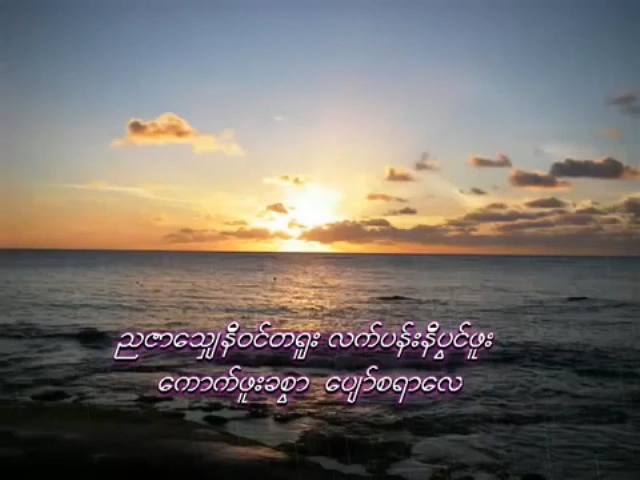 ညဇာသျှေနီဝင်တရူး လက်ပန်းနီပွင့်ဖူး
ကောက်ဖူးခစွာ ပျော်စရာလေ